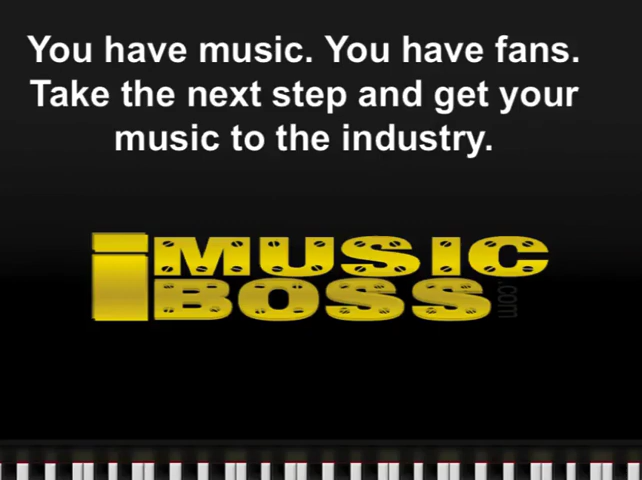 You have music. You have fans.
Take the next step and get your
music to the industry.
iMUSIC
BOSS
.com